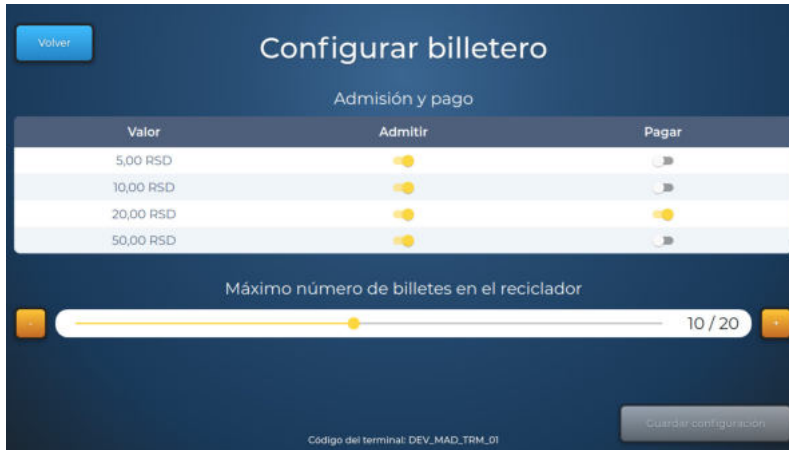 Volver
Configurar billetero
Admisión y pago
Valor Admitir Pagar
5,00 RSD
10,00 RSD
20,00 RSD
50,00 RSD
Máximo número de billetes en el reciclador
- 10 / 20 +
Guardar configuración
Código del terminal: DEV_MAD_TRM_01